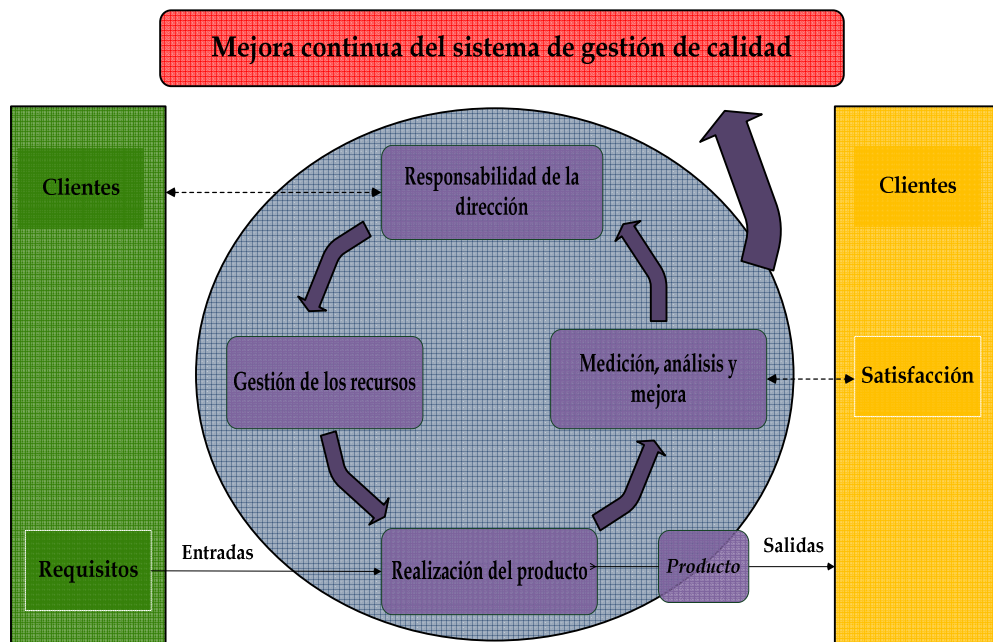 Mejora continua del sistema de gestión de calidad
Clientes
Responsabilidad de la
dirección
Clientes
Gestión de los recursos
Medición, análisis y
mejora
Satisfacción
Requisitos
Entradas
Realización del producto
Producto
Salidas